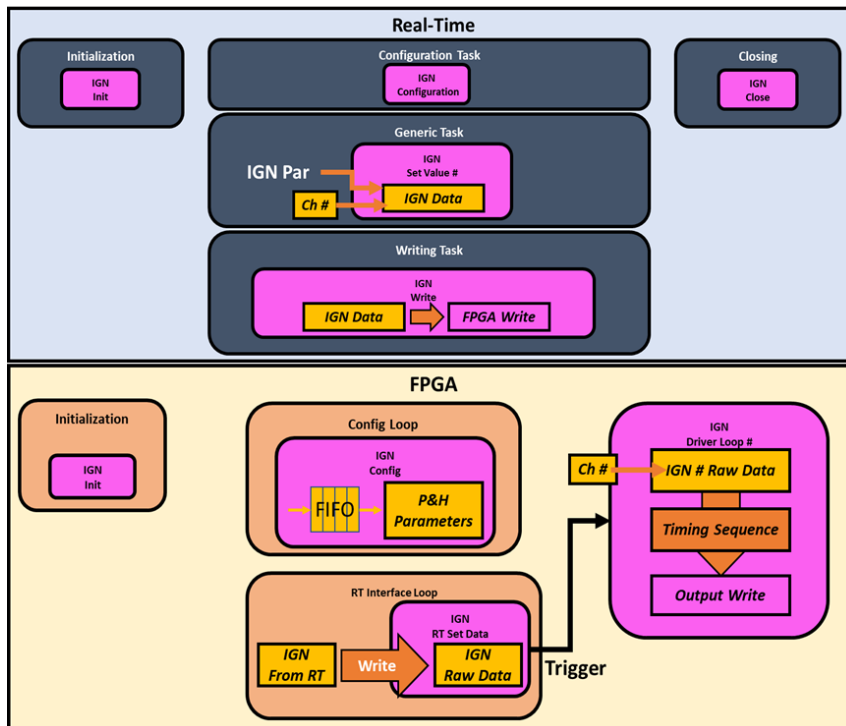 Real-Time
Initialization
IGN
Init
Configuration Task
IGN
Configuration
Closing
IGN
Close
Generic Task
IGN
Set Value #
IGN Par
IGN Data
Ch #
Writing Task
IGN
Write
IGN Data
FPGA Write
FPGA
Initialization
IGN
Init
Config Loop
IGN
Config
FIFO
P&H
Parameters
IGN
Driver Loop #
Ch #
IGN # Raw Data
Timing Sequence
Output Write
RT Interface Loop
IGN
RT Set Data
IGN
From RT
Write
IGN
Raw Data
Trigger